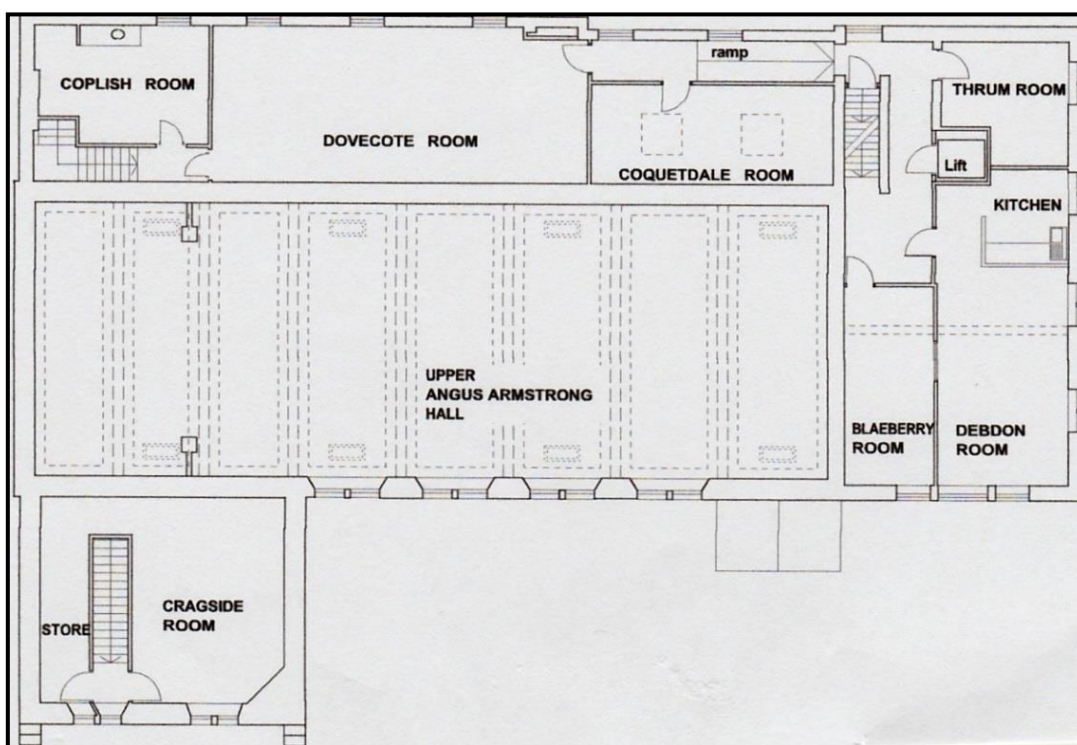 COPLISH ROOM
DOVECOTE ROOM
ramp
COQUETDALE ROOM
THRUM ROOM
Lift
KITCHEN
UPPER
ANGUS ARMSTRONG
HALL
BLAEBERRY
ROOM
DEBDON
ROOM
STORE
CRAGSIDE
ROOM